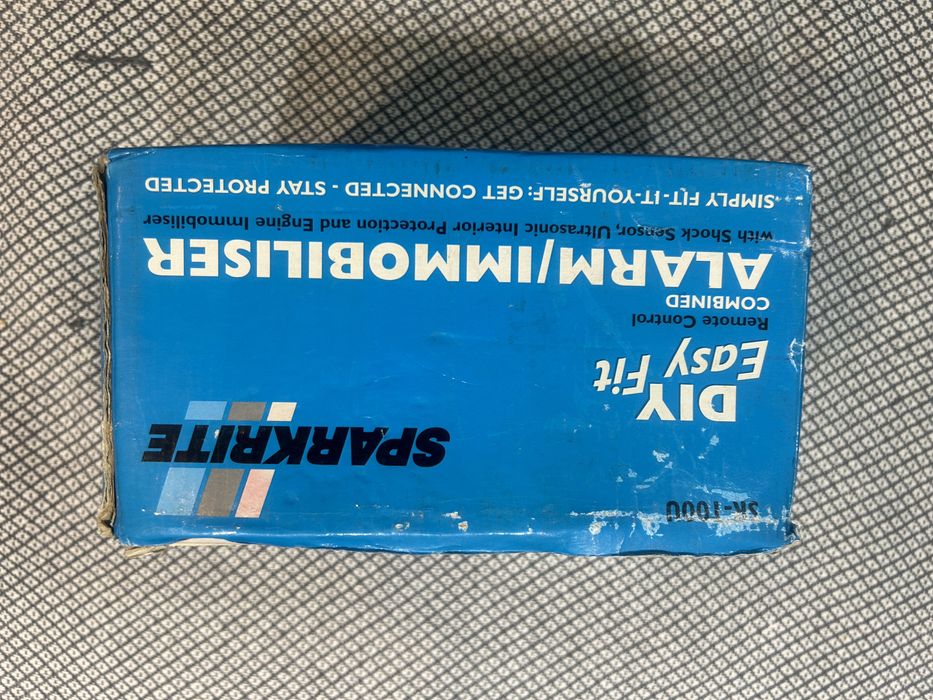 SR-1000
SPARKRITE
DIY
Easy Fit
Remote Control
COMBINED
ALARM/IMMOBILISER
with Shock Sensor, Ultrasonic Interior Protection and Engine Immobiliser
SIMPLY FIT-IT-YOURSELF: GET CONNECTED - STAY PROTECTED